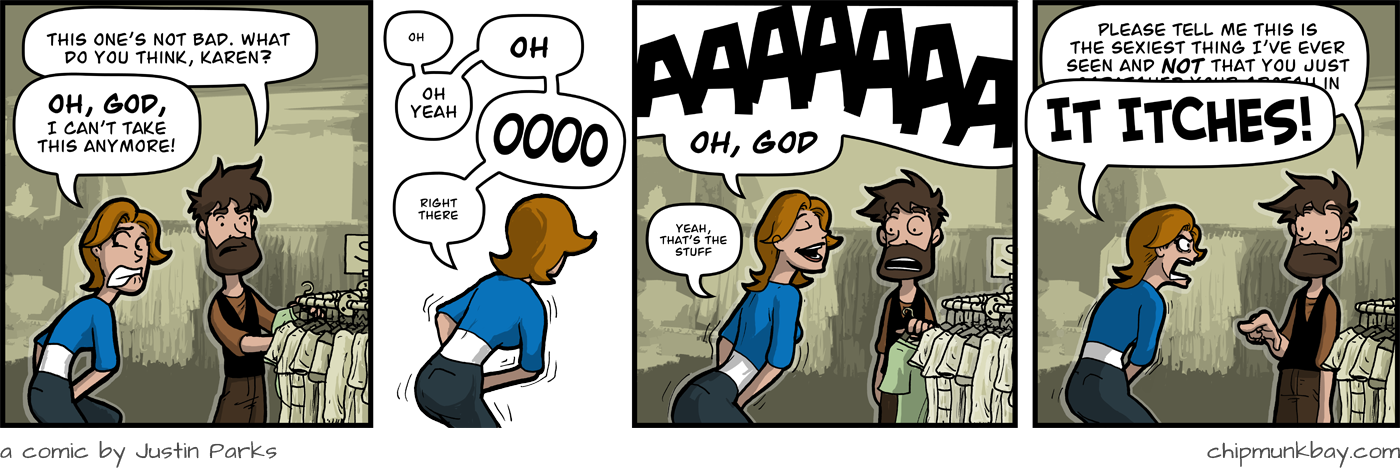 THIS ONE'S NOT BAD. WHAT
DO YOU THINK, KAREN?
OH, GOD,
I CAN'T TAKE
THIS ANYMORE!
OH
OH
YEAH
OH
OOOO
RIGHT
THERE
AAAAAAA
OH, GOD
YEAH,
THAT'S THE
STUFF
PLEASE TELL ME THIS IS
THE SEXIEST THING I'VE EVER
SEEN AND NOT THAT YOU JUST
IN
IT ITCHES!
S
a comic by Justin Parks
chipmunkbay.com